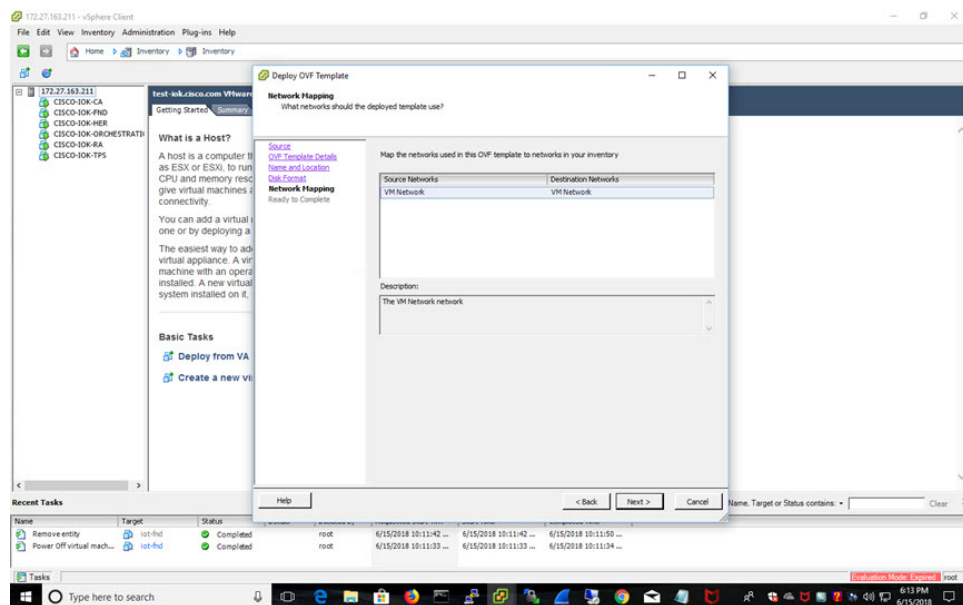 172.27.163.211 - vSphere Client
File Edit View Inventory Administration Plug-ins Help
Home Inventory Inventory
172.27.163.211
CISCO-IOK-CA
CISCO-IOK-FND
CISCO-IOK-HER
CISCO-IOK-ORCHESTRATI
CISCO-IOK-RA
CISCO-IOK-TPS
test-iok.cisco.com VMwar
Getting Started Summary
What is a Host?
A host is a computer t
as ESX or ESXi, to run
CPU and memory reso
give virtual machines a
connectivity.
You can add a virtual
one or by deploying a
The easiest way to ad
virtual appliance. A vir
machine with an opera
installed. A new virtual
system installed on it,
Basic Tasks
Deploy from VA
Create a new vi
Deploy OVF Template
Network Mapping
What networks should the deployed template use?
Source
OVF Template Details
Name and Location
Disk Format
Network Mapping
Ready to Complete
Map the networks used in this OVF template to networks in your inventory
Source Networks Destination Networks
VM Network VM Network
Description:
The VM Network network
Help < Back Next > Cancel
Recent Tasks
Name, Target or Status contains: Clear
Name Target Status
Remove entity iot-fnd Completed root 6/15/2018 10:11:42 ... 6/15/2018 10:11:42 ... 6/15/2018 10:11:50 ...
Power Off virtual mach... iot-fnd Completed root 6/15/2018 10:11:33 ... 6/15/2018 10:11:33 ... 6/15/2018 10:11:34 ...
Tasks Evaluation Mode: Expired root
Type here to search
6:13 PM
6/15/2018